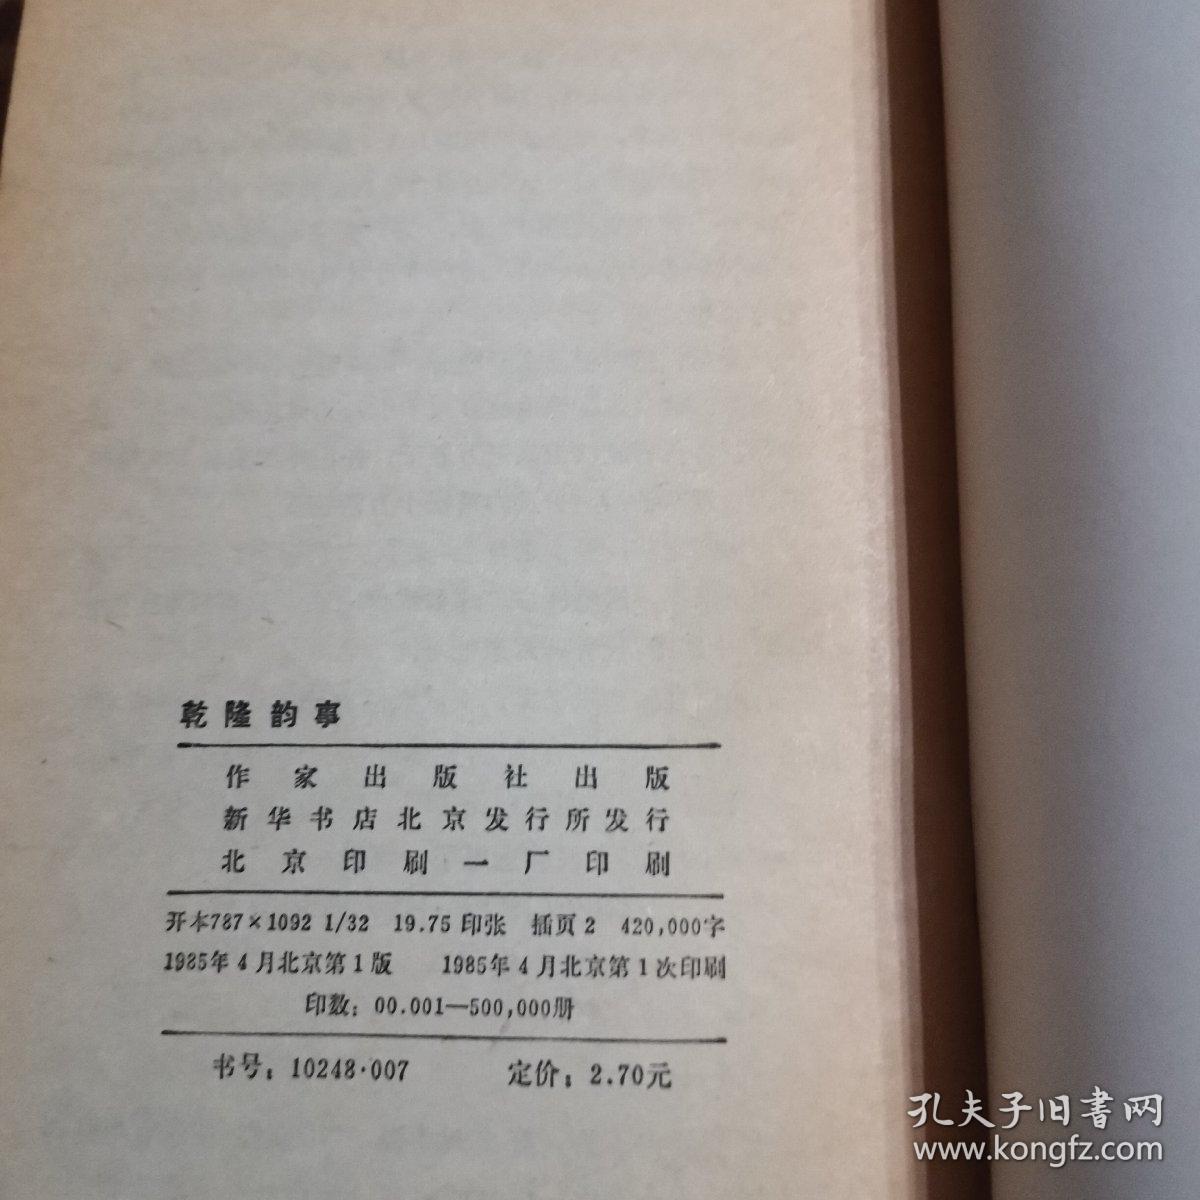 乾隆韵事
作家出版社出版
新华书店北京发行所发行
北京印刷一厂印刷
开本787×1092 1/32 19.75印张 插页2 420,000字
1985年4月北京第1版 1985年4月北京第1次印刷
印数：00.001—500,000册
书号：10248·007 定价：2.70元
孔夫子旧书网
www.kongfz.com